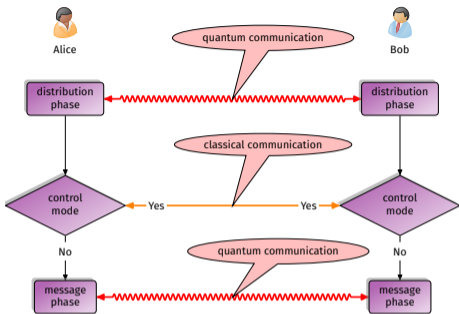 Alice
Bob
quantum communication
distribution
phase
distribution
phase
classical communication
control
mode
Yes
Yes
control
mode
No
No
quantum communication
message
phase
message
phase